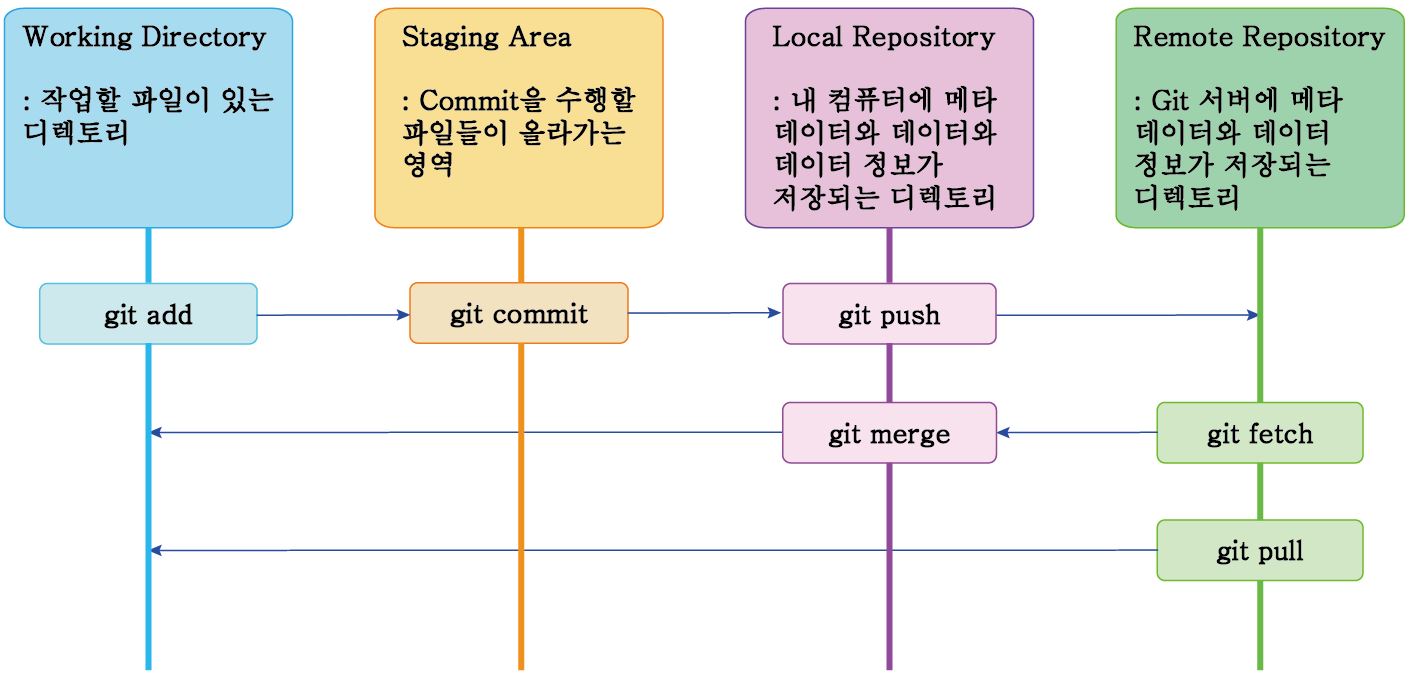 Working Directory
: 작업할 파일이 있는
디렉토리
Staging Area
: Commit을 수행할
파일들이 올라가는
영역
Local Repository
: 내 컴퓨터에 메타
데이터와 데이터와
데이터 정보가
저장되는 디렉토리
Remote Repository
: Git 서버에 메타
데이터와 데이터
정보가 저장되는
디렉토리
git add
git commit
git push
git merge
git fetch
git pull